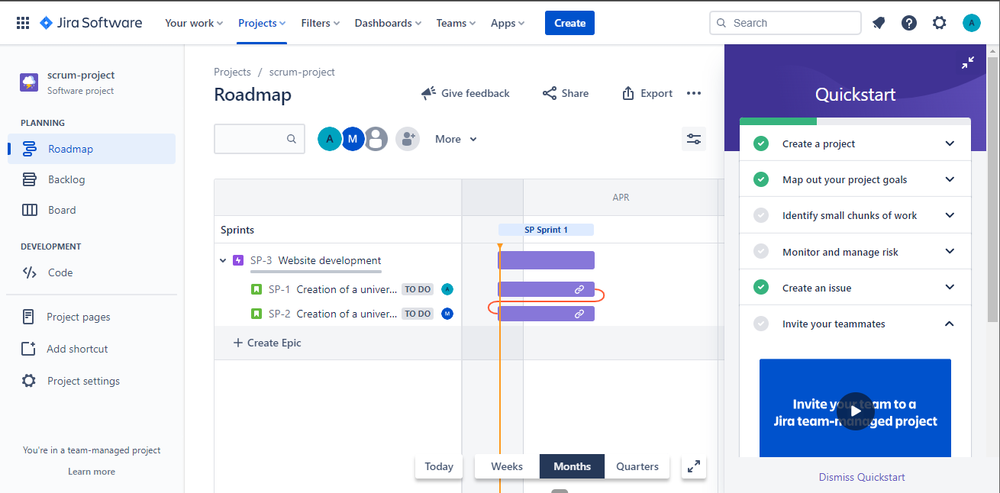 Jira Software
Your work
Projects
Filters
Dashboards
Teams
Apps
Create
Search
A
scrum-project
Software project
PLANNING
Roadmap
Backlog
Board
DEVELOPMENT
Code
Project pages
Add shortcut
Project settings
You're in a team-managed project
Learn more
Projects / scrum-project
Roadmap
Give feedback
Share
Export
A
M
More
APR
Sprints
SP Sprint 1
SP-3 Website development
SP-1 Creation of a univer... TO DO A
SP-2 Creation of a univer... TO DO M
+ Create Epic
Today
Weeks
Months
Quarters
Quickstart
Create a project
Map out your project goals
Identify small chunks of work
Monitor and manage risk
Create an issue
Invite your teammates
Invite your team to a
Jira team-managed project
Dismiss Quickstart